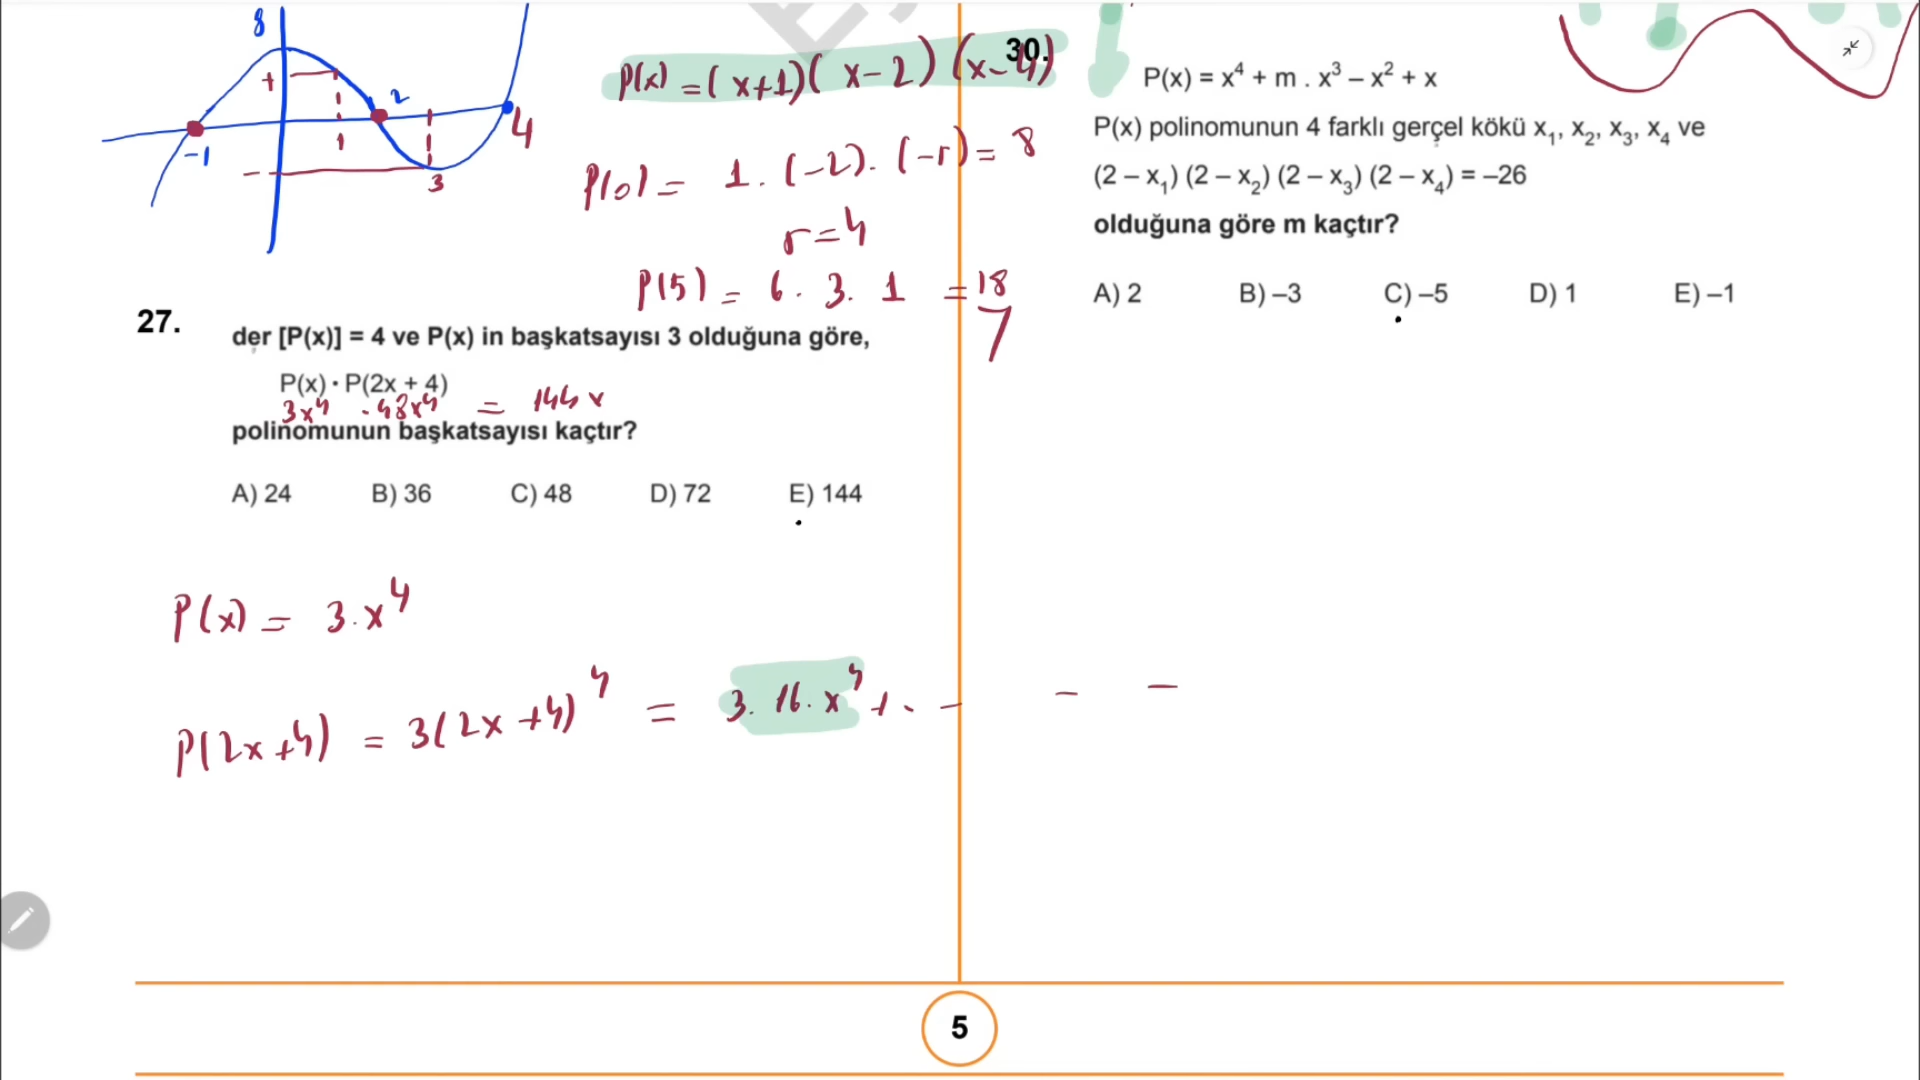 8
P(x) = (x+1)( x-2) (x-4)
+
2
1
-1
4
3
P(0) = 1. (-2). (-r) = 8
r = 4
P(5) = 6. 3. 1 = 18
7
27.
der [P(x)] = 4 ve P(x) in başkatsayısı 3 olduğuna göre,
P(x) · P(2x + 4)
3x⁴ . 48x⁴ = 144 x
polinomunun başkatsayısı kaçtır?
A) 24 B) 36 C) 48 D) 72 E) 144
P(x) = 3.x⁴
P(2x+4) = 3(2x+4)⁴ = 3. 16. x⁴ + . - - -
30.
P(x) = x⁴ + m . x³ – x² + x
P(x) polinomunun 4 farklı gerçel kökü x₁, x₂, x₃, x₄ ve
(2 – x₁) (2 – x₂) (2 – x₃) (2 – x₄) = –26
olduğuna göre m kaçtır?
A) 2 B) –3 C) –5 D) 1 E) –1
5